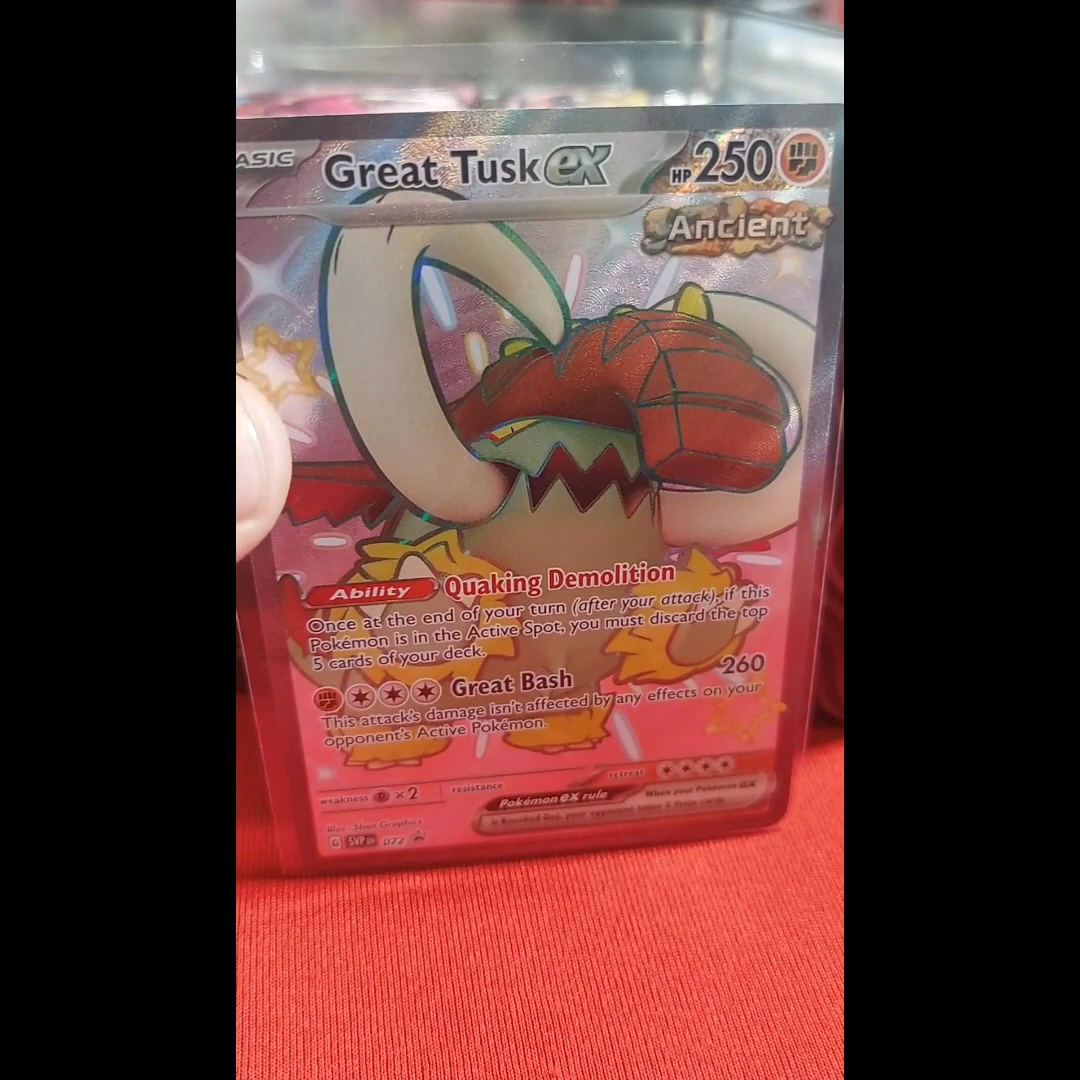 ASIC Great Tusk ex HP 250
Ancient
Ability Quaking Demolition
Once at the end of your turn (after your attack), if this
Pokémon is in the Active Spot, you must discard the top
5 cards of your deck.
Great Bash 260
This attack's damage isn't affected by any effects on your
opponent's Active Pokémon.
weakness ×2 resistance retreat
Pokémon ex rule When your Pokémon ex
is Knocked Out, your opponent takes 2 Prize cards.
Illus. Shan Graphics
G SVP EN 072